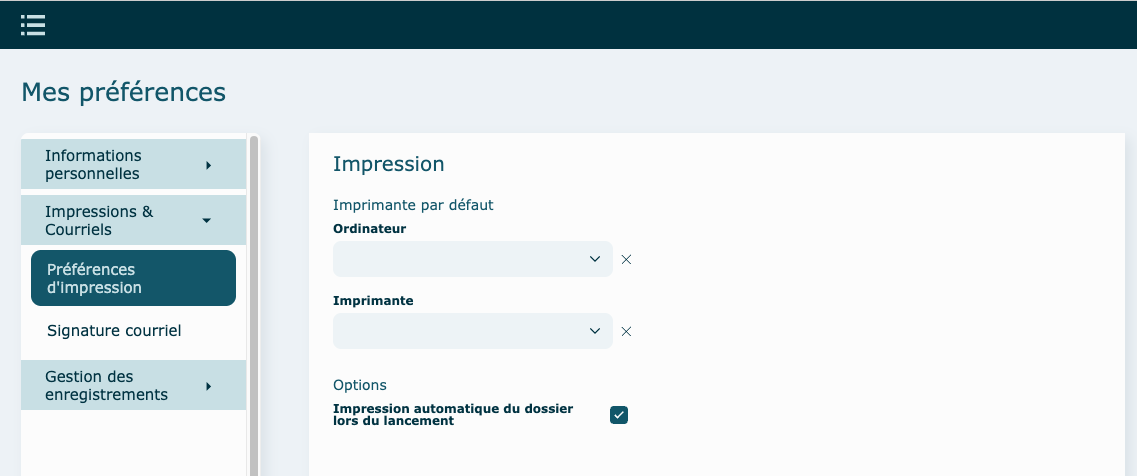 Mes préférences
Informations
personnelles
Impressions &
Courriels
Préférences
d'impression
Signature courriel
Gestion des
enregistrements
Impression
Imprimante par défaut
Ordinateur
Imprimante
Options
Impression automatique du dossier
lors du lancement